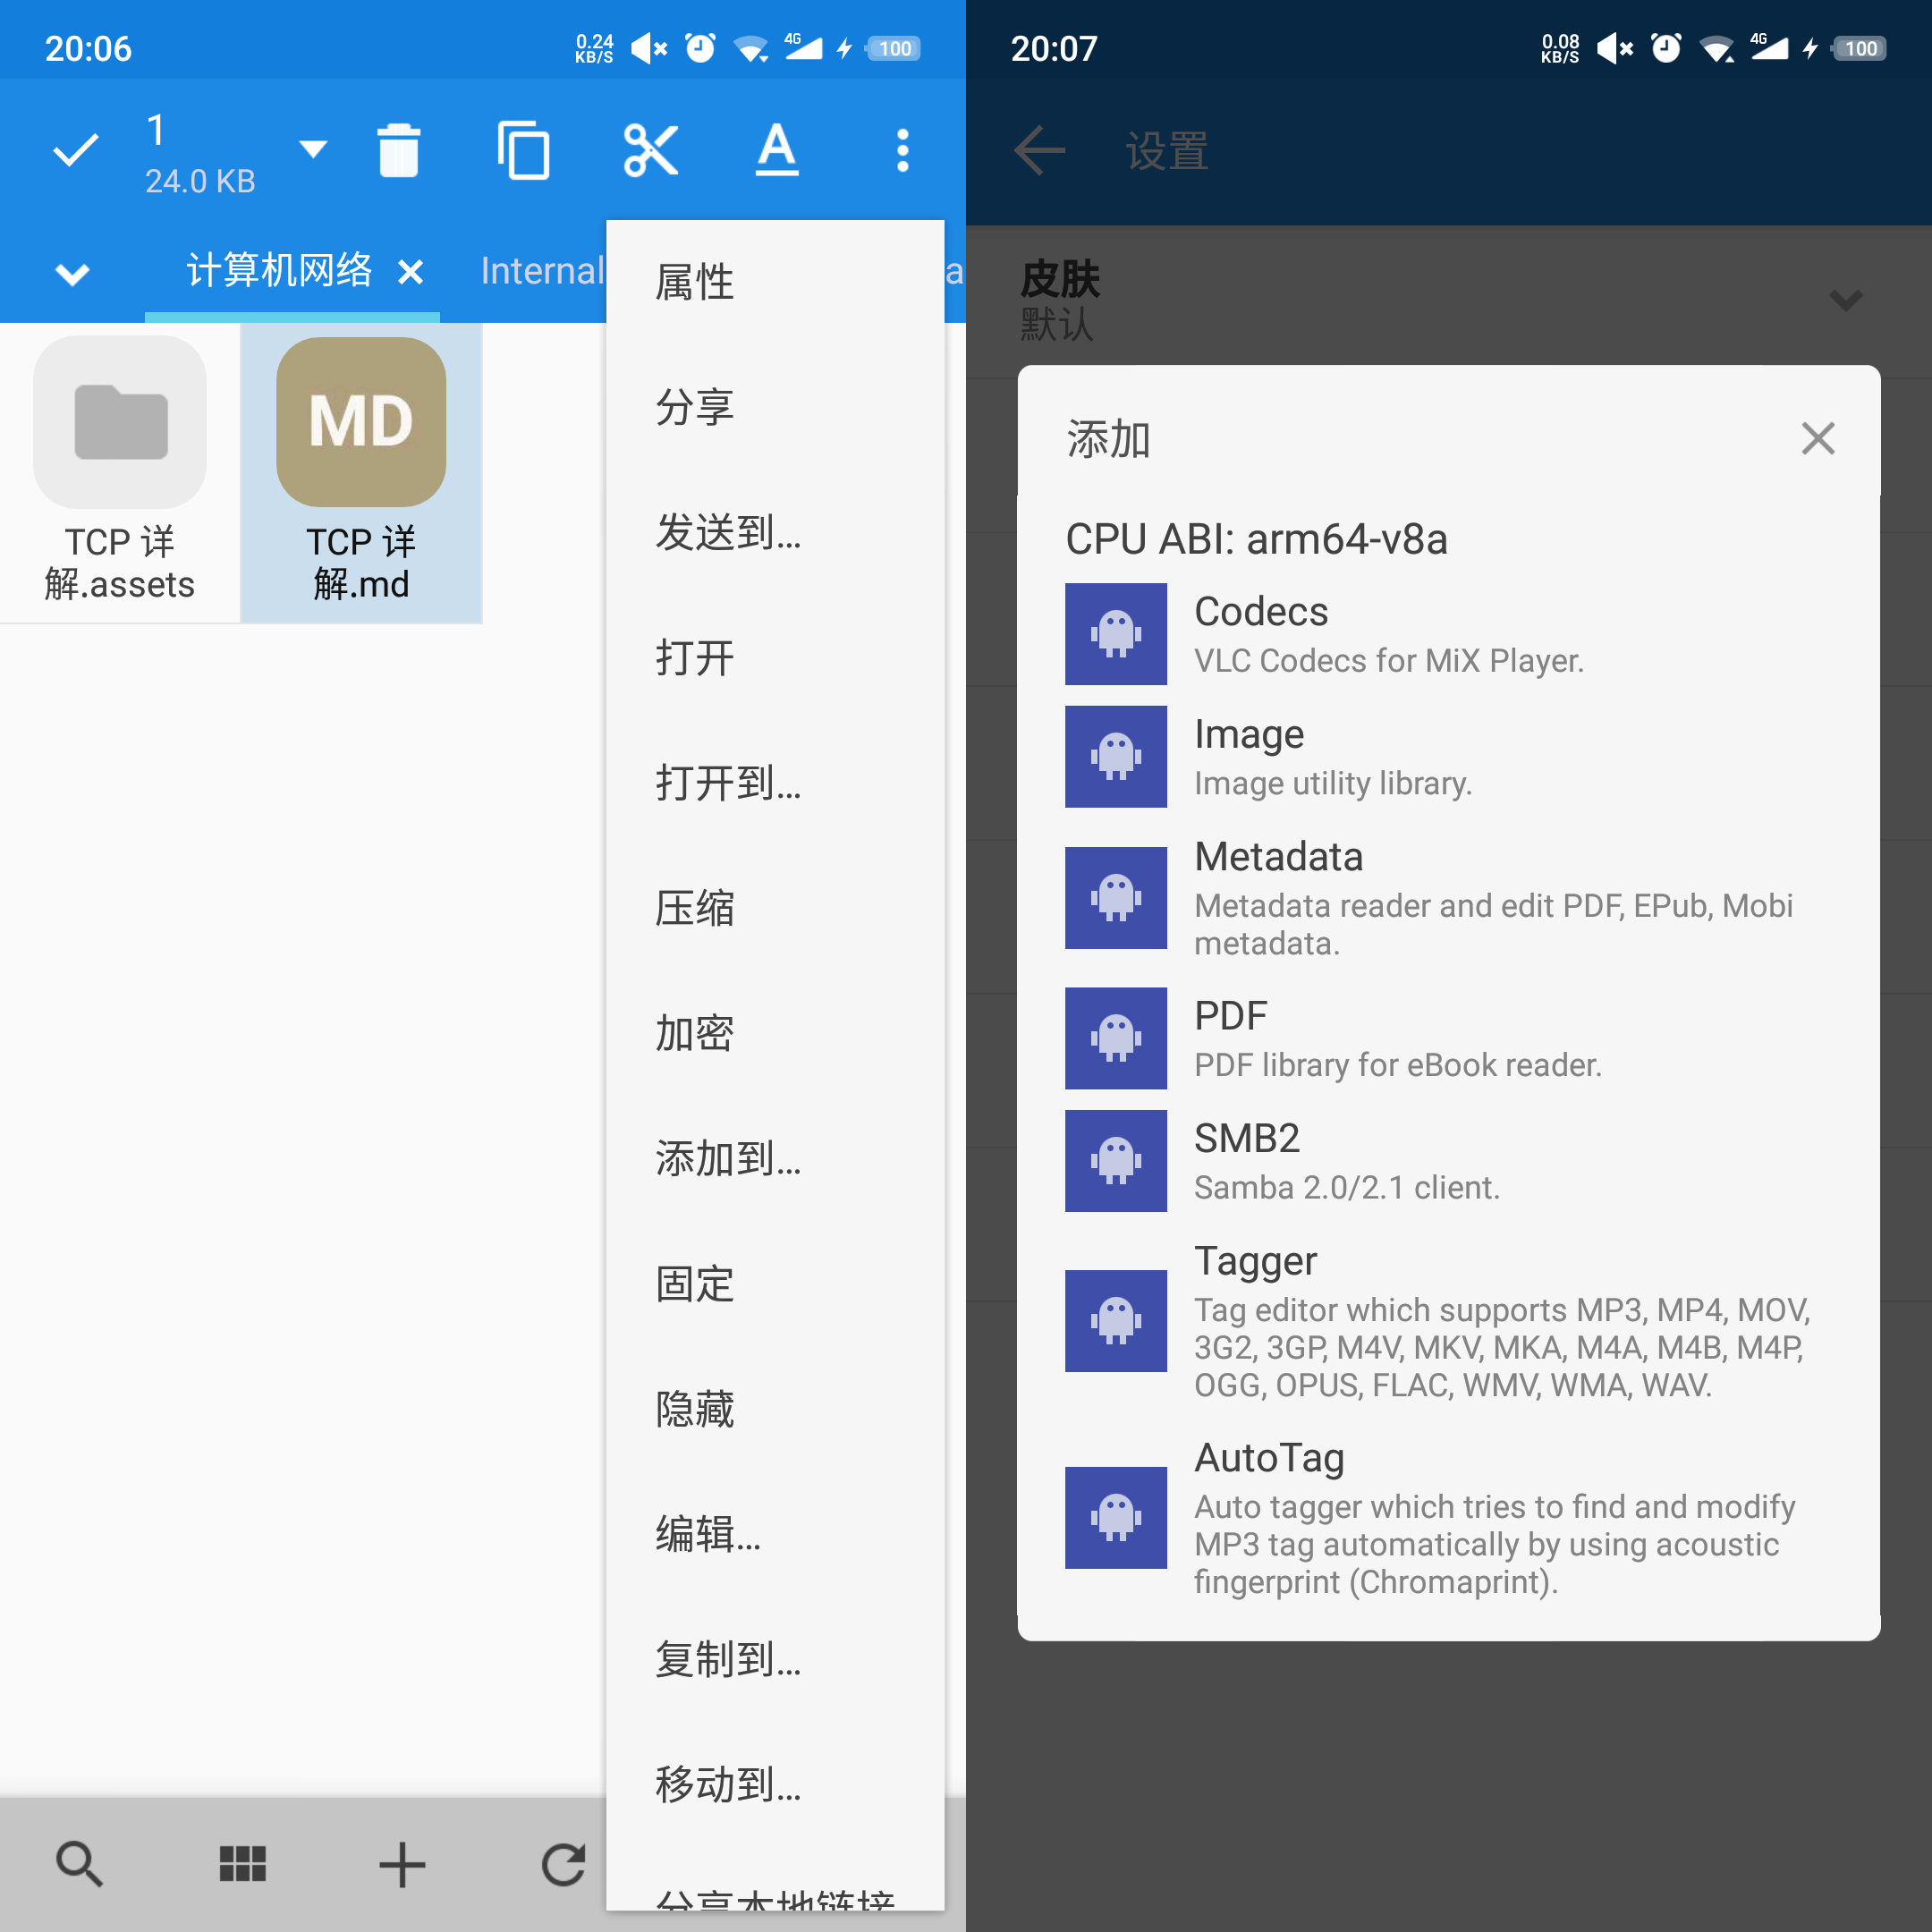 20:06
0.24
KB/S
4G
100
1
24.0 KB
A
计算机网络
Internal
a
MD
TCP 详
解.assets
TCP 详
解.md
属性
分享
发送到...
打开
打开到...
压缩
加密
添加到...
固定
隐藏
编辑...
复制到...
移动到...
分享本地链接
20:07
0.08
KB/S
4G
100
设置
皮肤
默认
添加
CPU ABI: arm64-v8a
Codecs
VLC Codecs for MiX Player.
Image
Image utility library.
Metadata
Metadata reader and edit PDF, EPub, Mobi
metadata.
PDF
PDF library for eBook reader.
SMB2
Samba 2.0/2.1 client.
Tagger
Tag editor which supports MP3, MP4, MOV,
3G2, 3GP, M4V, MKV, MKA, M4A, M4B, M4P,
OGG, OPUS, FLAC, WMV, WMA, WAV.
AutoTag
Auto tagger which tries to find and modify
MP3 tag automatically by using acoustic
fingerprint (Chromaprint).